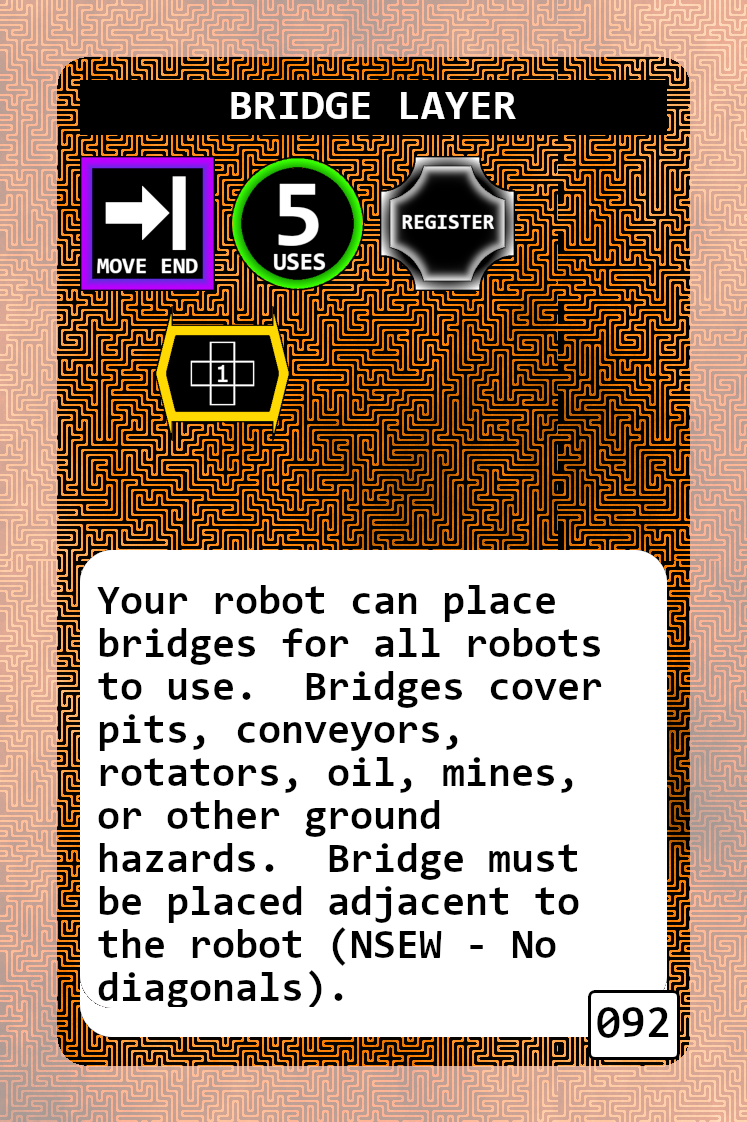 BRIDGE LAYER
MOVE END
5
USES
REGISTER
1
Your robot can place
bridges for all robots
to use.  Bridges cover
pits, conveyors,
rotators, oil, mines,
or other ground
hazards.  Bridge must
be placed adjacent to
the robot (NSEW - No
diagonals).
092